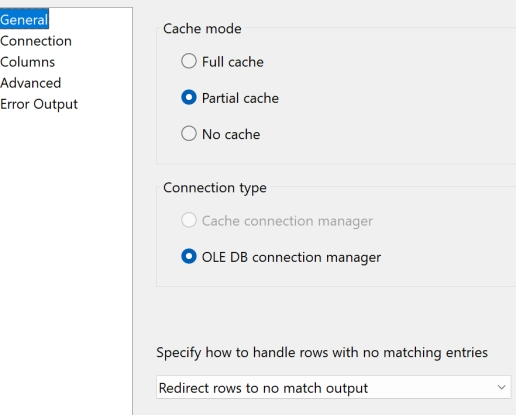 General
Connection
Columns
Advanced
Error Output
Cache mode
Full cache
Partial cache
No cache
Connection type
Cache connection manager
OLE DB connection manager
Specify how to handle rows with no matching entries
Redirect rows to no match output